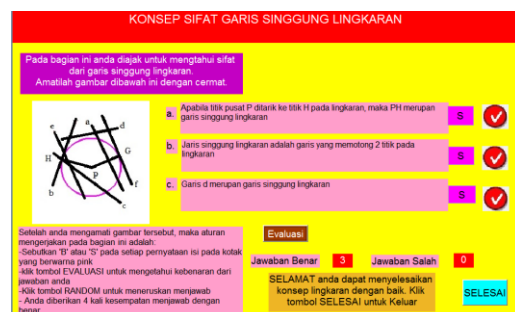 KONSEP SIFAT GARIS SINGGUNG LINGKARAN
Pada bagian ini anda diajak untuk mengtahui sifat
dari garis singgung lingkaran.
Amatilah gambar dibawah ini dengan cermat.
e
a
d
H
G
P
b
f
c
a.
Apabila titik pusat P ditarik ke titik H pada lingkaran, maka PH merupan
garis singgung lingkaran
S
b.
Jaris singgung lingkaran adalah garis yang memotong 2 titik pada
lingkaran
S
c.
Garis d merupan garis singgung lingkaran
S
Setelah anda mengamati gambar tersebut, maka aturan
mengerjakan pada bagian ini adalah:
-Sebutkan 'B' atau 'S' pada setiap pernyataan isi pada kotak
yang berwarna pink
-klik tombol EVALUASI untuk mengetahui kebenaran dari
jawaban anda
-Klik tombol RANDOM untuk meneruskan menjawab
- Anda diberikan 4 kali kesempatan menjawab dengan
benar
Evaluasi
Jawaban Benar 3 Jawaban Salah 0
SELAMAT anda dapat menyelesaikan
konsep lingkaran dengan baik. Klik
tombol SELESAI untuk Keluar
SELESAI